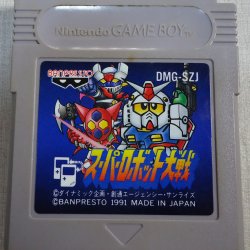 Nintendo GAME BOY TM
BANPRESTO
DMG-SZJ
スーパーロボット大戦
©ダイナミック企画・創通エージェンシー・サンライズ
©BANPRESTO 1991 MADE IN JAPAN